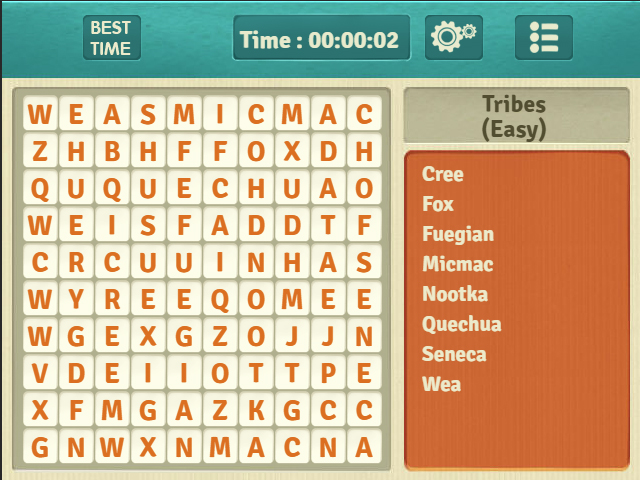 BEST
TIME
Time : 00:00:02
W E A S M I C M A C
Z H B H F F O X D H
Q U Q U E C H U A O
W E I S F A D D T F
C R C U U I N H A S
W Y R E E Q O M E E
W G E X G Z O J J N
V D E I I O T T P E
X F M G A Z K G C C
G N W X N M A C N A
Tribes
(Easy)
Cree
Fox
Fuegian
Micmac
Nootka
Quechua
Seneca
Wea